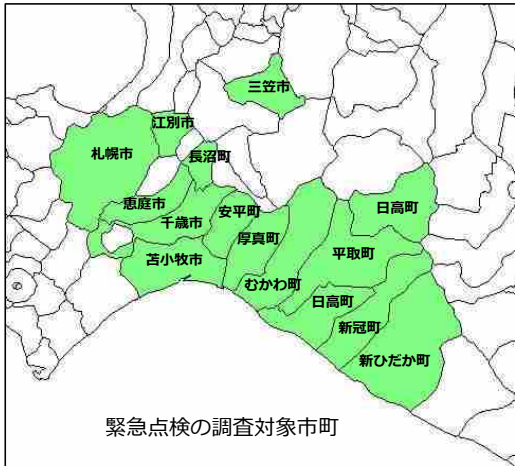 三笠市
江別市
札幌市
長沼町
恵庭市
安平町
日高町
千歳市
厚真町
平取町
苫小牧市
むかわ町
日高町
新冠町
新ひだか町
緊急点検の調査対象市町